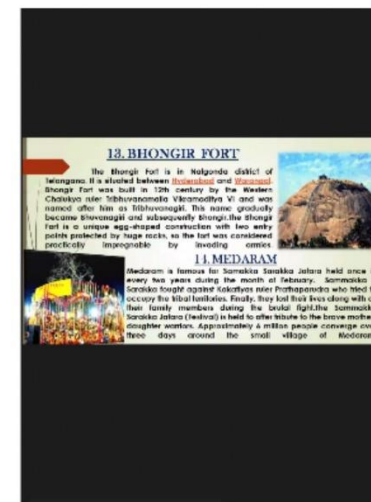 13. BHONGIR FORT
The Bhongir Fort is in Nalgonda district of
Telangana. It is situated between Hyderabad and Warangal.
Bhongir Fort was built in 12th century by the Western
Chalukya ruler Tribhuvanamalla Vikramaditya VI and was
named after him as Tribhuvanagiri. This name gradually
became Bhuvanagiri and subsequently Bhongir.the Bhongir
Fort is a unique egg-shaped construction with two entry
points protected by huge rocks, so the fort was considered
practically impregnable by invading armies.
14. MEDARAM
Medaram is famous for Samakka Sarakka Jatara held once
every two years during the month of February. Sammakka
Sarakka fought against Kakatiyas ruler Prathaparudra who tried
occupy the tribal territories. Finally, they lost their lives along with
their family members during the brutal fight.the Sammakka
Sarakka Jatara (Festival) is held to offer tribute to the brave mother
daughter warriors. Approximately 6 million people converge over
three days around the small village of Medaram